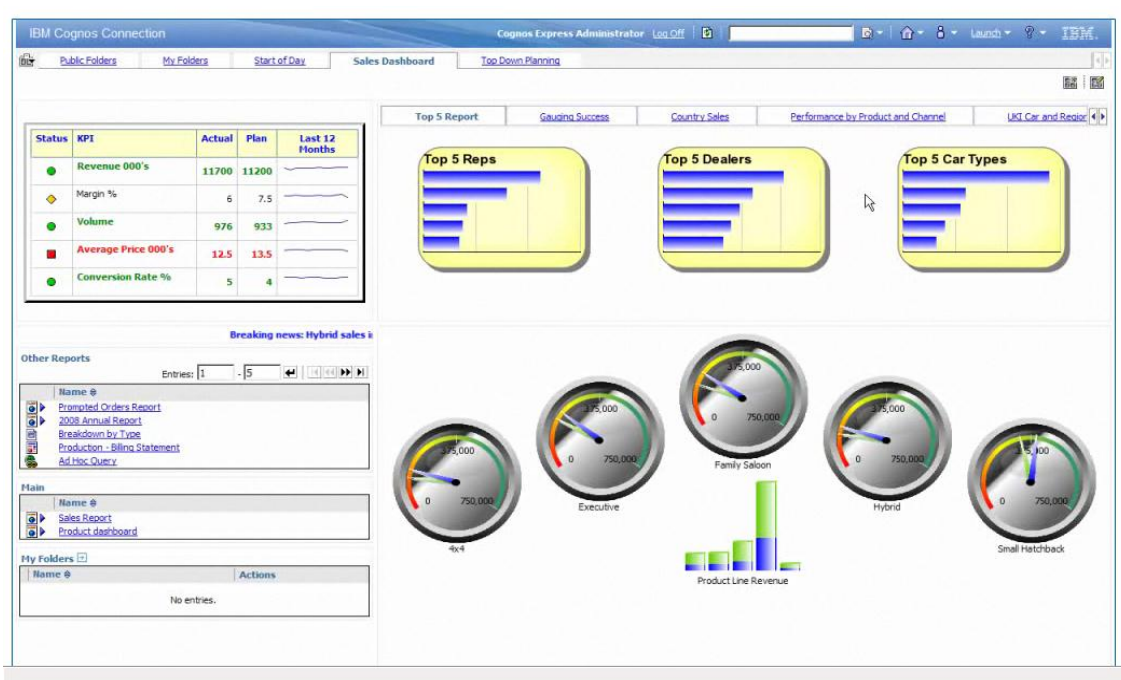 IBM Cognos Connection
Cognos Express Administrator Log Off
Launch
IBM.
Public Folders My Folders Start of Day Sales Dashboard Top Down Planning
Status KPI Actual Plan Last 12 Months
Revenue 000's 11700 11200
Margin % 6 7.5
Volume 976 933
Average Price 000's 12.5 13.5
Conversion Rate % 5 4
Top 5 Report Gauging Success Country Sales Performance by Product and Channel UKI Car and Region
Top 5 Reps Top 5 Dealers Top 5 Car Types
Breaking news: Hybrid sales i
Other Reports
Entries: 1 - 5
Name
Prompted Orders Report
2008 Annual Report
Breakdown by Type
Production - Billing Statement
Ad Hoc Query
Main
Name
Sales Report
Product dashboard
My Folders
Name Actions
No entries.
375,000
0 750,000
4x4
375,000
0 750,000
Executive
375,000
0 750,000
Family Saloon
375,000
0 750,000
Hybrid
0 750,000
Small Hatchback
Product Line Revenue